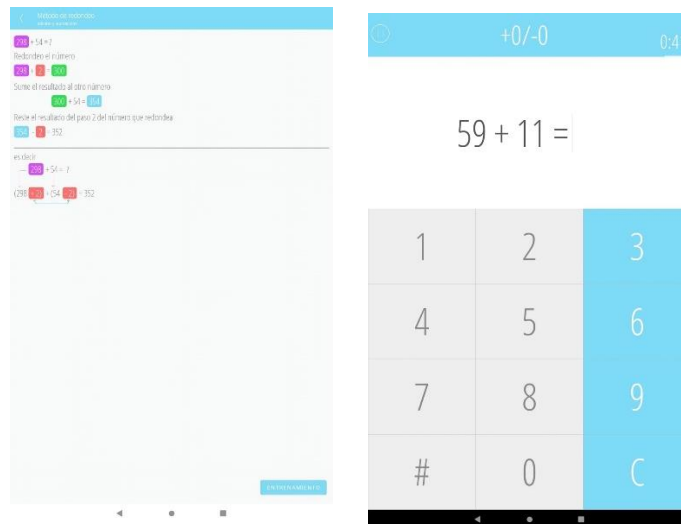 Método de redondeo
298 + 54 = ?
Redondeo el número
298 + 2 = 300
Sume el resultado al otro número
300 + 54 = 354
Reste el resultado del paso 2 del número que redondea
354 - 2 = 352
es decir
298 + 54 = ?
(298 + 2) + (54 - 2) = 352
ENTRENAMIENTO
+0/-0
59 + 11 =
1 2 3
4 5 6
7 8 9
# 0 C